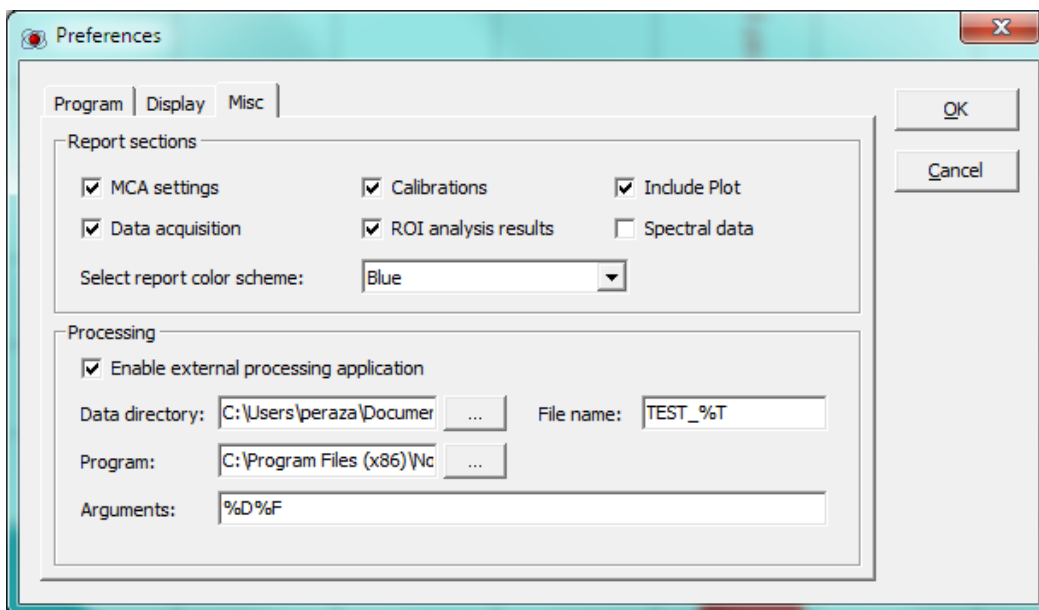 Preferences
Program Display Misc
OK
Cancel
Report sections
MCA settings Calibrations Include Plot
Data acquisition ROI analysis results Spectral data
Select report color scheme: Blue
Processing
Enable external processing application
Data directory: C:\Users\peraza\Documer ... File name: TEST_%T
Program: C:\Program Files (x86)\No ...
Arguments: %D%F